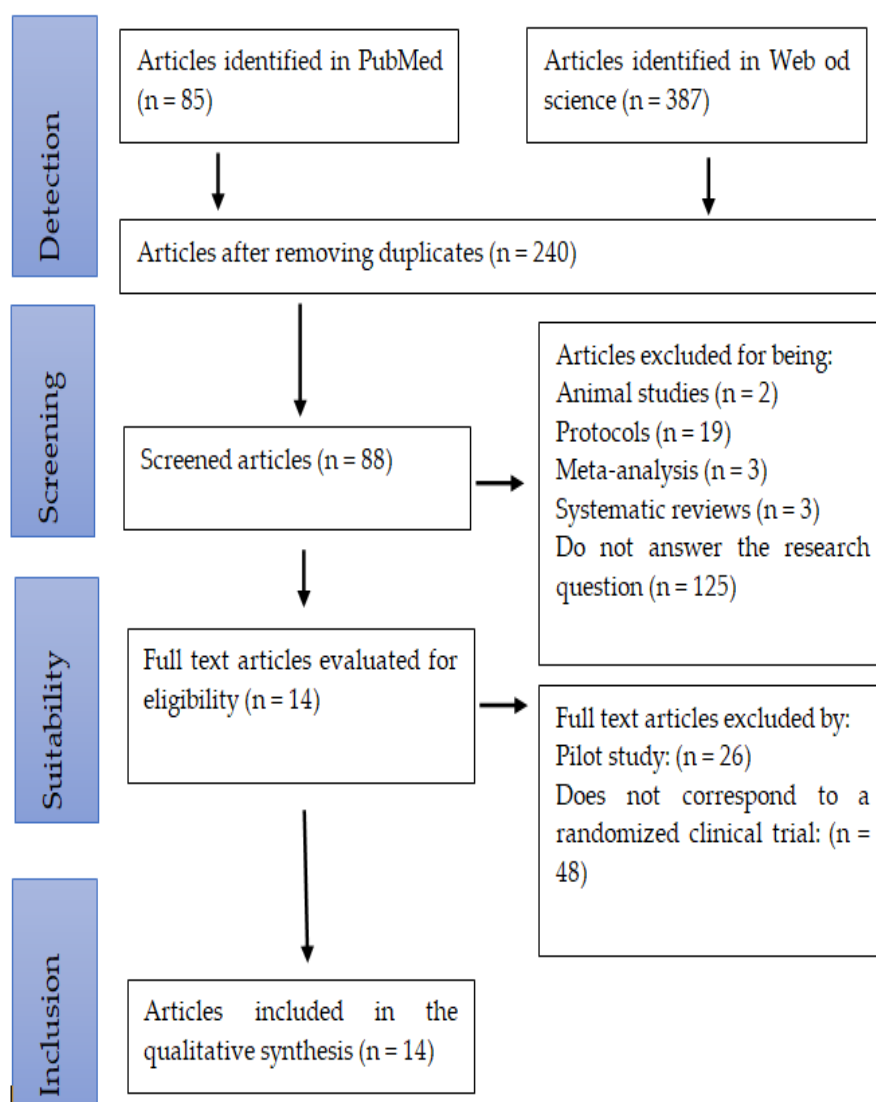 Detection
Articles identified in PubMed
(n = 85)
Articles identified in Web od
science (n = 387)
Articles after removing duplicates (n = 240)
Screening
Screened articles (n = 88)
Articles excluded for being:
Animal studies (n = 2)
Protocols (n = 19)
Meta-analysis (n = 3)
Systematic reviews (n = 3)
Do not answer the research
question (n = 125)
Suitability
Full text articles evaluated for
eligibility (n = 14)
Full text articles excluded by:
Pilot study: (n = 26)
Does not correspond to a
randomized clinical trial: (n =
48)
Inclusion
Articles included in the
qualitative synthesis (n = 14)